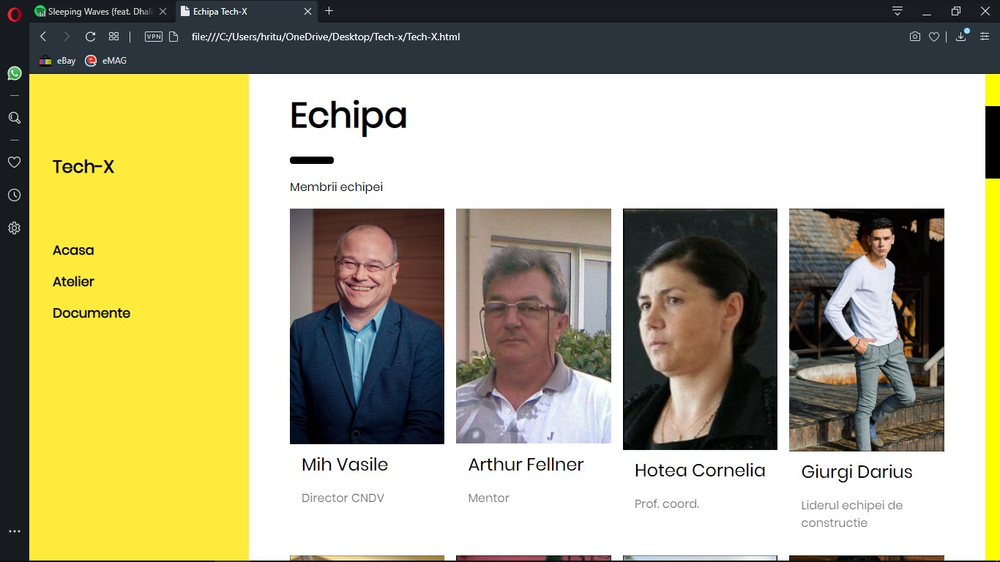 Sleeping Waves (feat. Dhali
Echipa Tech-X
VPN
file:///C:/Users/hritu/OneDrive/Desktop/Tech-x/Tech-X.html
eBay
eMAG
Tech-X
Acasa
Atelier
Documente
Echipa
Membrii echipei
Mih Vasile
Director CNDV
Arthur Fellner
Mentor
Hotea Cornelia
Prof. coord.
Giurgi Darius
Liderul echipei de
constructie